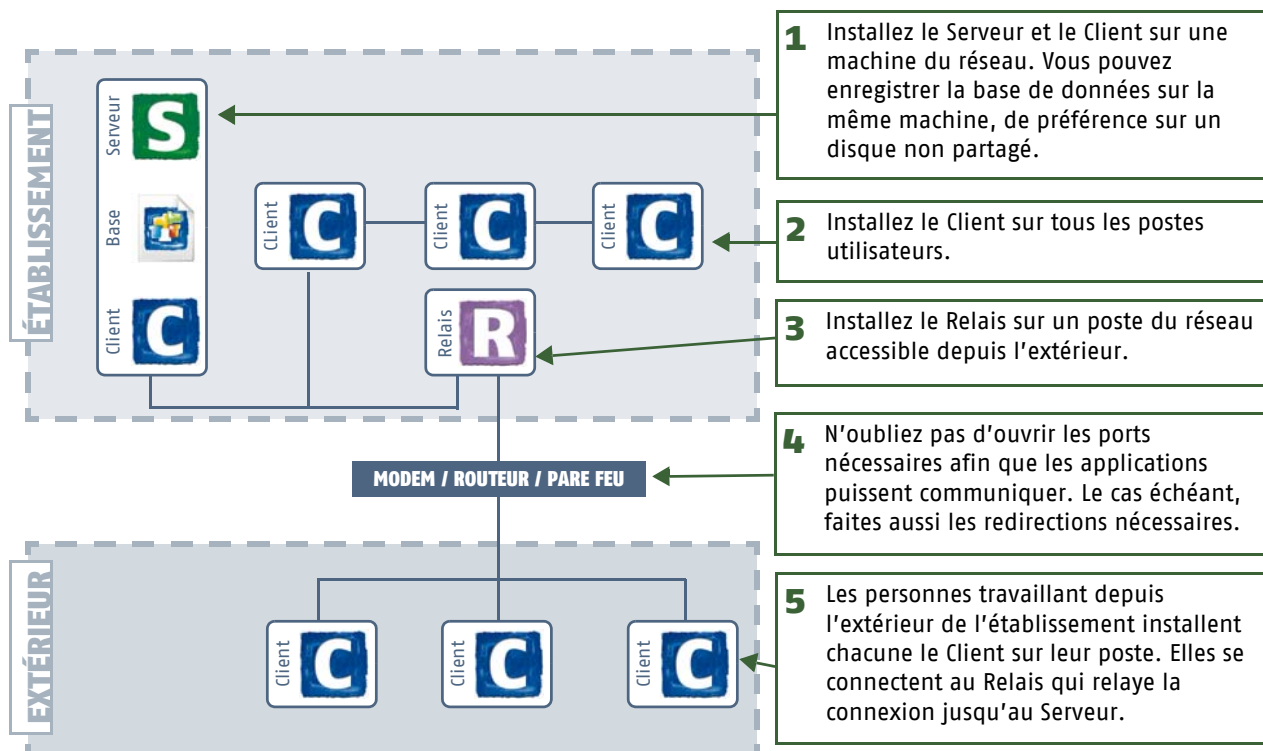 ÉTABLISSEMENT
Serveur
S
Base
Client
C
CLient
C
Client
C
Client
C
Relais
R
MODEM / ROUTEUR / PARE FEU
EXTÉRIEUR
Client
C
Client
C
Client
C
1 Installez le Serveur et le Client sur une
machine du réseau. Vous pouvez
enregistrer la base de données sur la
même machine, de préférence sur un
disque non partagé.
2 Installez le Client sur tous les postes
utilisateurs.
3 Installez le Relais sur un poste du réseau
accessible depuis l'extérieur.
4 N'oubliez pas d'ouvrir les ports
nécessaires afin que les applications
puissent communiquer. Le cas échéant,
faites aussi les redirections nécessaires.
5 Les personnes travaillant depuis
l'extérieur de l'établissement installent
chacune le Client sur leur poste. Elles se
connectent au Relais qui relaye la
connexion jusqu'au Serveur.